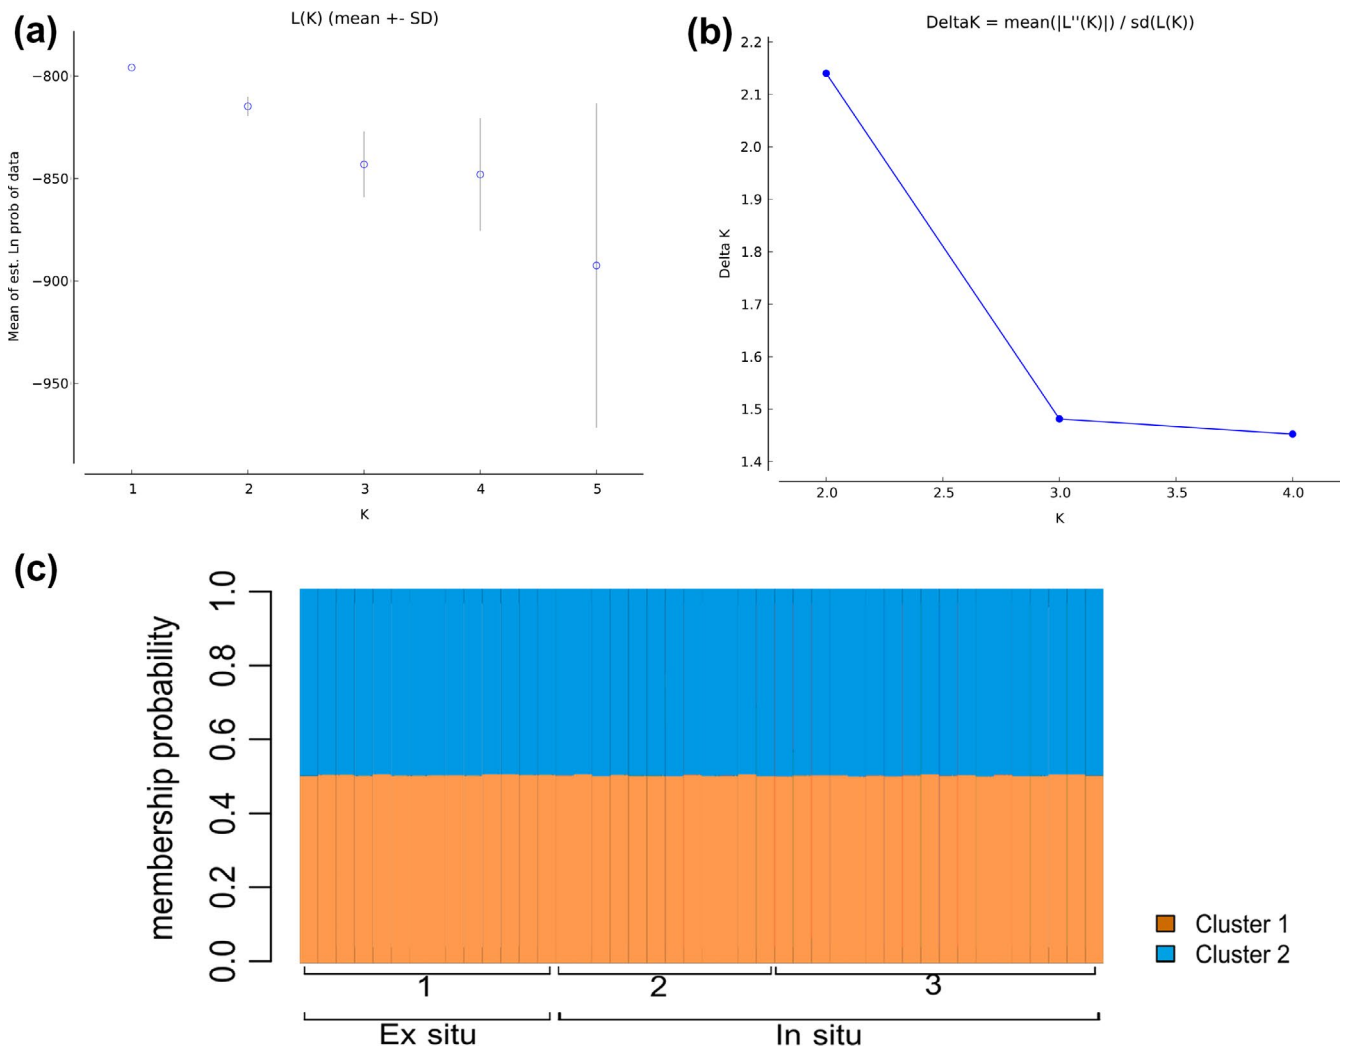 (a)
L(K) (mean +- SD)
Mean of est. Ln prob of data
−800
−850
−900
−950
1 2 3 4 5
K
(b)
DeltaK = mean(|L''(K)|) / sd(L(K))
Delta K
2.2
2.1
2.0
1.9
1.8
1.7
1.6
1.5
1.4
2.0 2.5 3.0 3.5 4.0
K
(c)
membership probability
1.0
0.8
0.6
0.4
0.2
0.0
1 2 3
Ex situ In situ
Cluster 1
Cluster 2